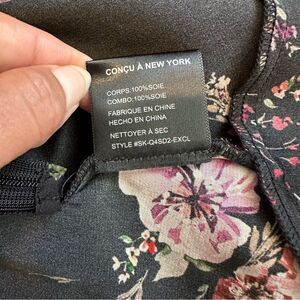 CONÇU À NEW YORK
CORPS:100%SOIE
COMBO:100%SOIE
FABRIQUE EN CHINE
HECHO EN CHINA
NETTOYER À SEC
STYLE #SK-Q4SD2-EXCL